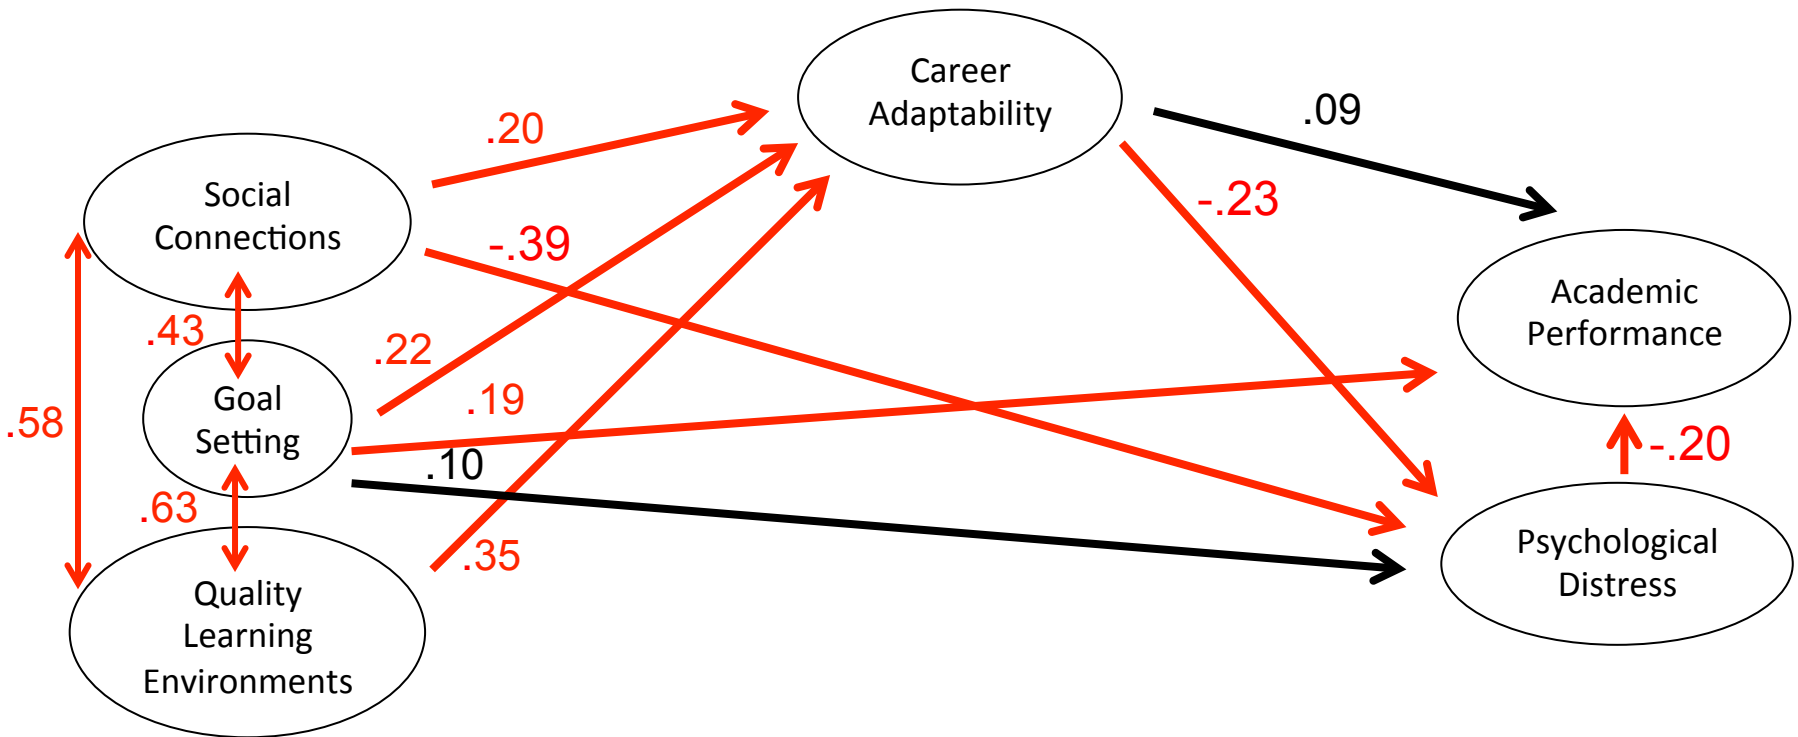 Career
Adaptability
.09
.20
-.23
Social
Connections
-.39
Academic
Performance
.43
.22
Goal
Setting
.19
.58
.10
-.20
.63
.35
Psychological
Distress
Quality
Learning
Environments